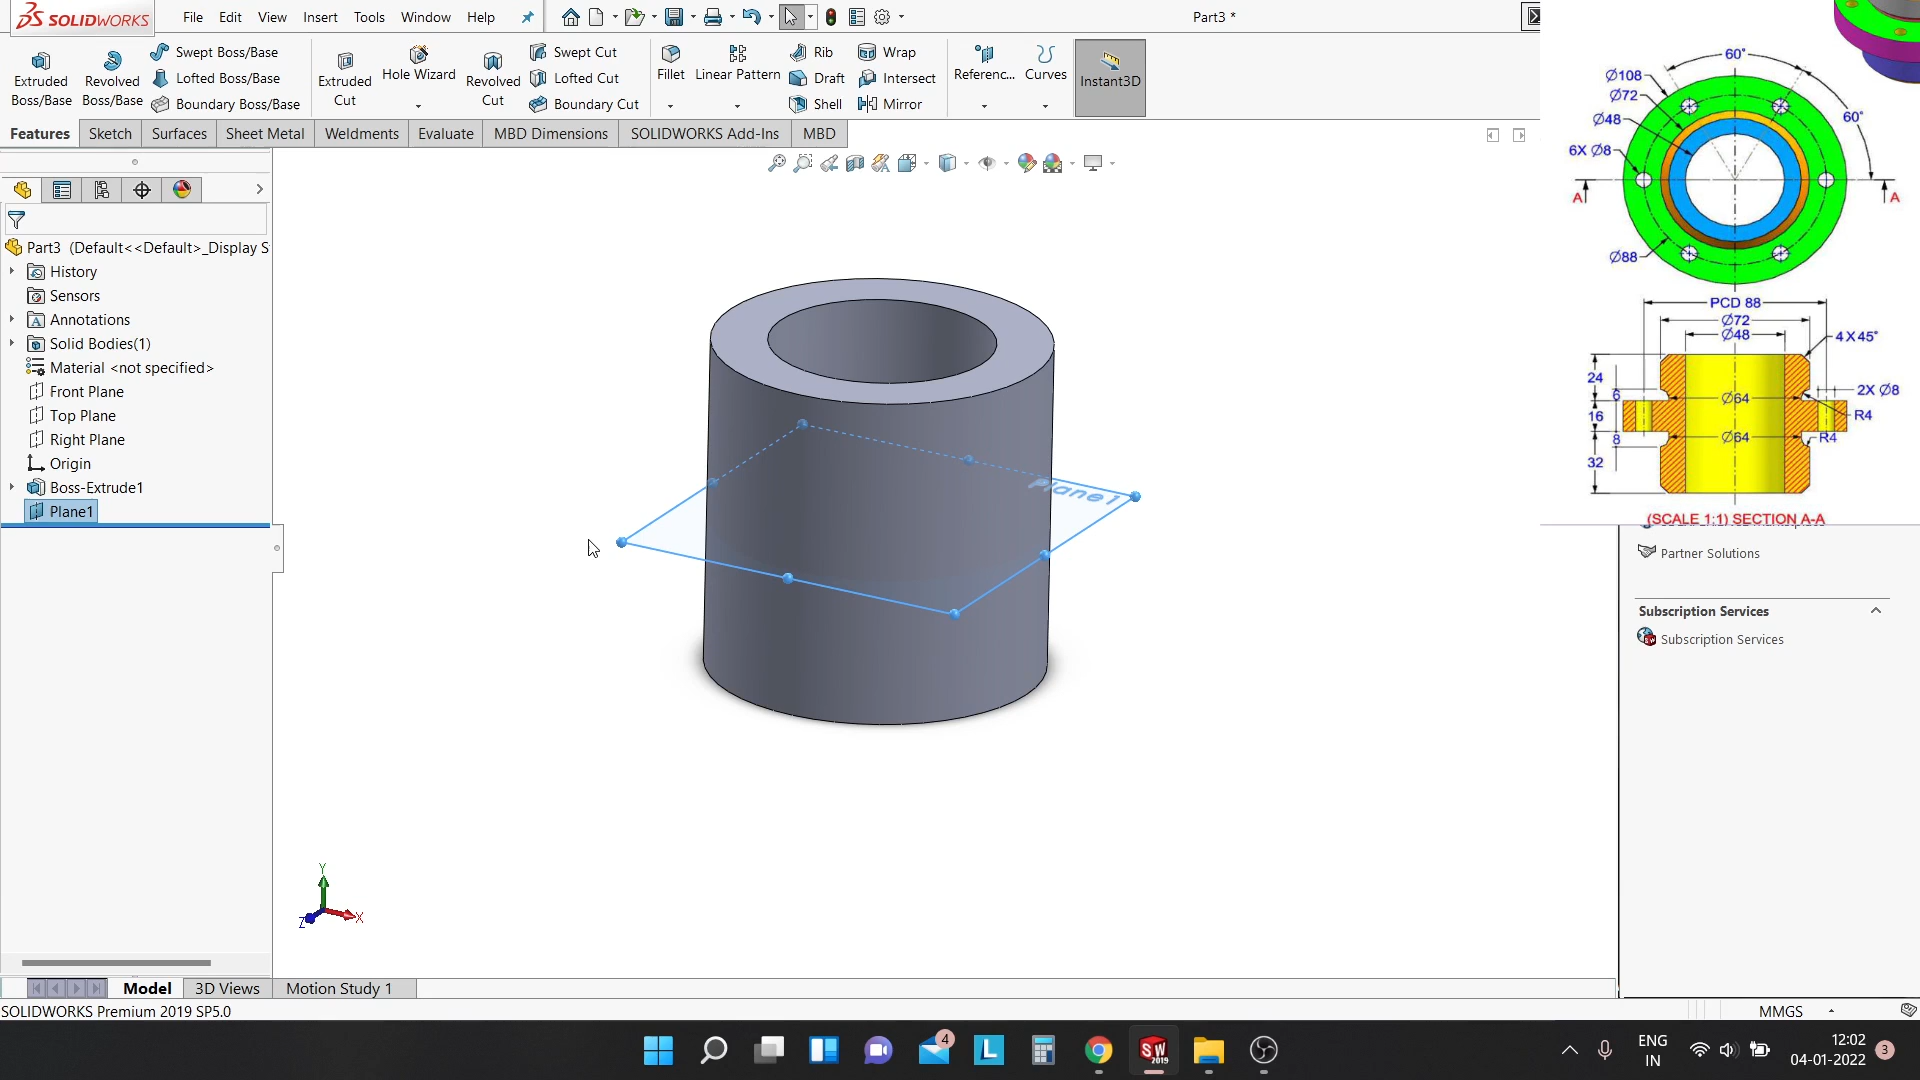 SOLIDWORKS
File Edit View Insert Tools Window Help
Part3 *
Extruded Boss/Base
Revolved Boss/Base
Swept Boss/Base
Lofted Boss/Base
Boundary Boss/Base
Extruded Cut
Hole Wizard
Revolved Cut
Swept Cut
Lofted Cut
Boundary Cut
Fillet
Linear Pattern
Rib
Draft
Shell
Wrap
Intersect
Mirror
Referenc...
Curves
Instant3D
Features Sketch Surfaces Sheet Metal Weldments Evaluate MBD Dimensions SOLIDWORKS Add-Ins MBD
Part3 (Default<<Default>_Display S
History
Sensors
Annotations
Solid Bodies(1)
Material <not specified>
Front Plane
Top Plane
Right Plane
Origin
Boss-Extrude1
Plane1
Plane1
Y
X
Z
60°
Ø108
Ø72
Ø48
60°
6X Ø8
A
A
Ø88
PCD 88
Ø72
Ø48
4X45°
24
6
Ø64
2X Ø8
16
R4
8
Ø64
R4
32
(SCALE 1:1) SECTION A-A
Partner Solutions
Subscription Services
Subscription Services
Model 3D Views Motion Study 1
SOLIDWORKS Premium 2019 SP5.0
MMGS
4
L
SW
2019
ENG
IN
12:02
04-01-2022
3